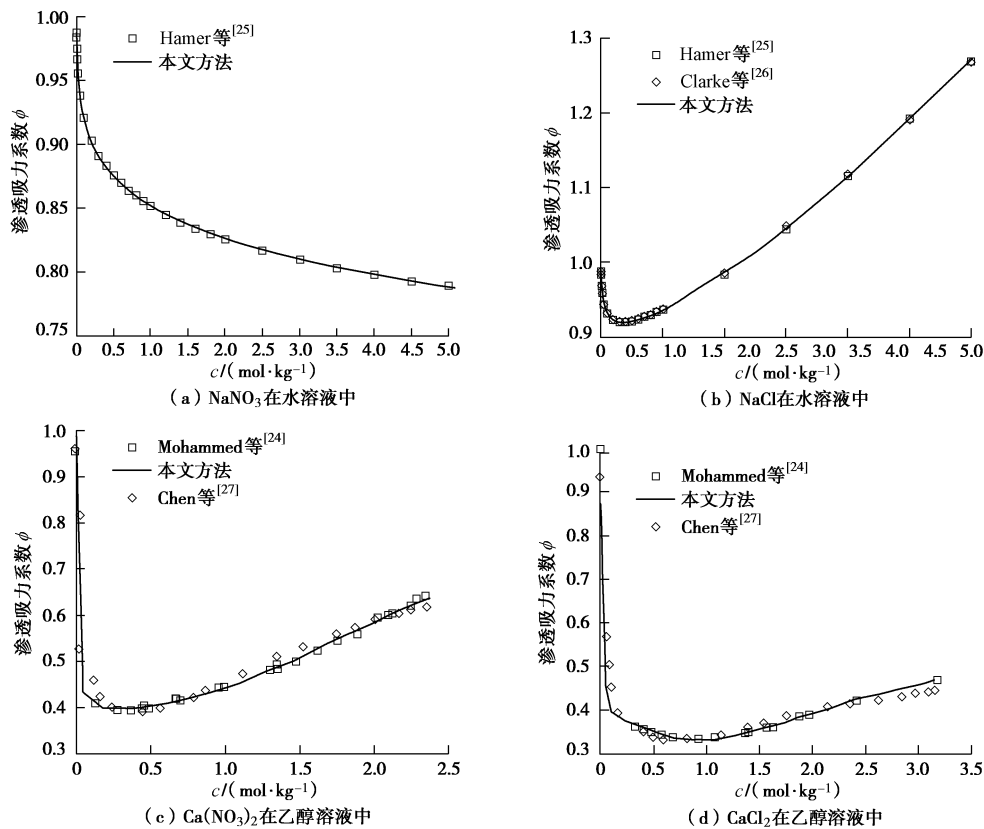 1.00
0.95
0.90
0.85
0.80
0.75
渗透吸力系数ϕ
Hamer等[25]
本文方法
0 0.5 1.0 1.5 2.0 2.5 3.0 3.5 4.0 4.5 5.0
c/(mol·kg⁻¹)
(a) NaNO₃在水溶液中
1.3
1.2
1.1
1.0
0.9
渗透吸力系数ϕ
Hamer等[25]
Clarke等[26]
本文方法
0 0.5 1.0 1.5 2.0 2.5 3.0 3.5 4.0 4.5 5.0
c/(mol·kg⁻¹)
(b) NaCl在水溶液中
1.0
0.9
0.8
0.7
0.6
0.5
0.4
0.3
渗透吸力系数ϕ
Mohammed等[24]
本文方法
Chen等[27]
0 0.5 1.0 1.5 2.0 2.5
c/(mol·kg⁻¹)
(c) Ca(NO₃)₂在乙醇溶液中
1.0
0.9
0.8
0.7
0.6
0.5
0.4
0.3
渗透吸力系数ϕ
Mohammed等[24]
本文方法
Chen等[27]
0 0.5 1.0 1.5 2.0 2.5 3.0 3.5
c/(mol·kg⁻¹)
(d) CaCl₂在乙醇溶液中